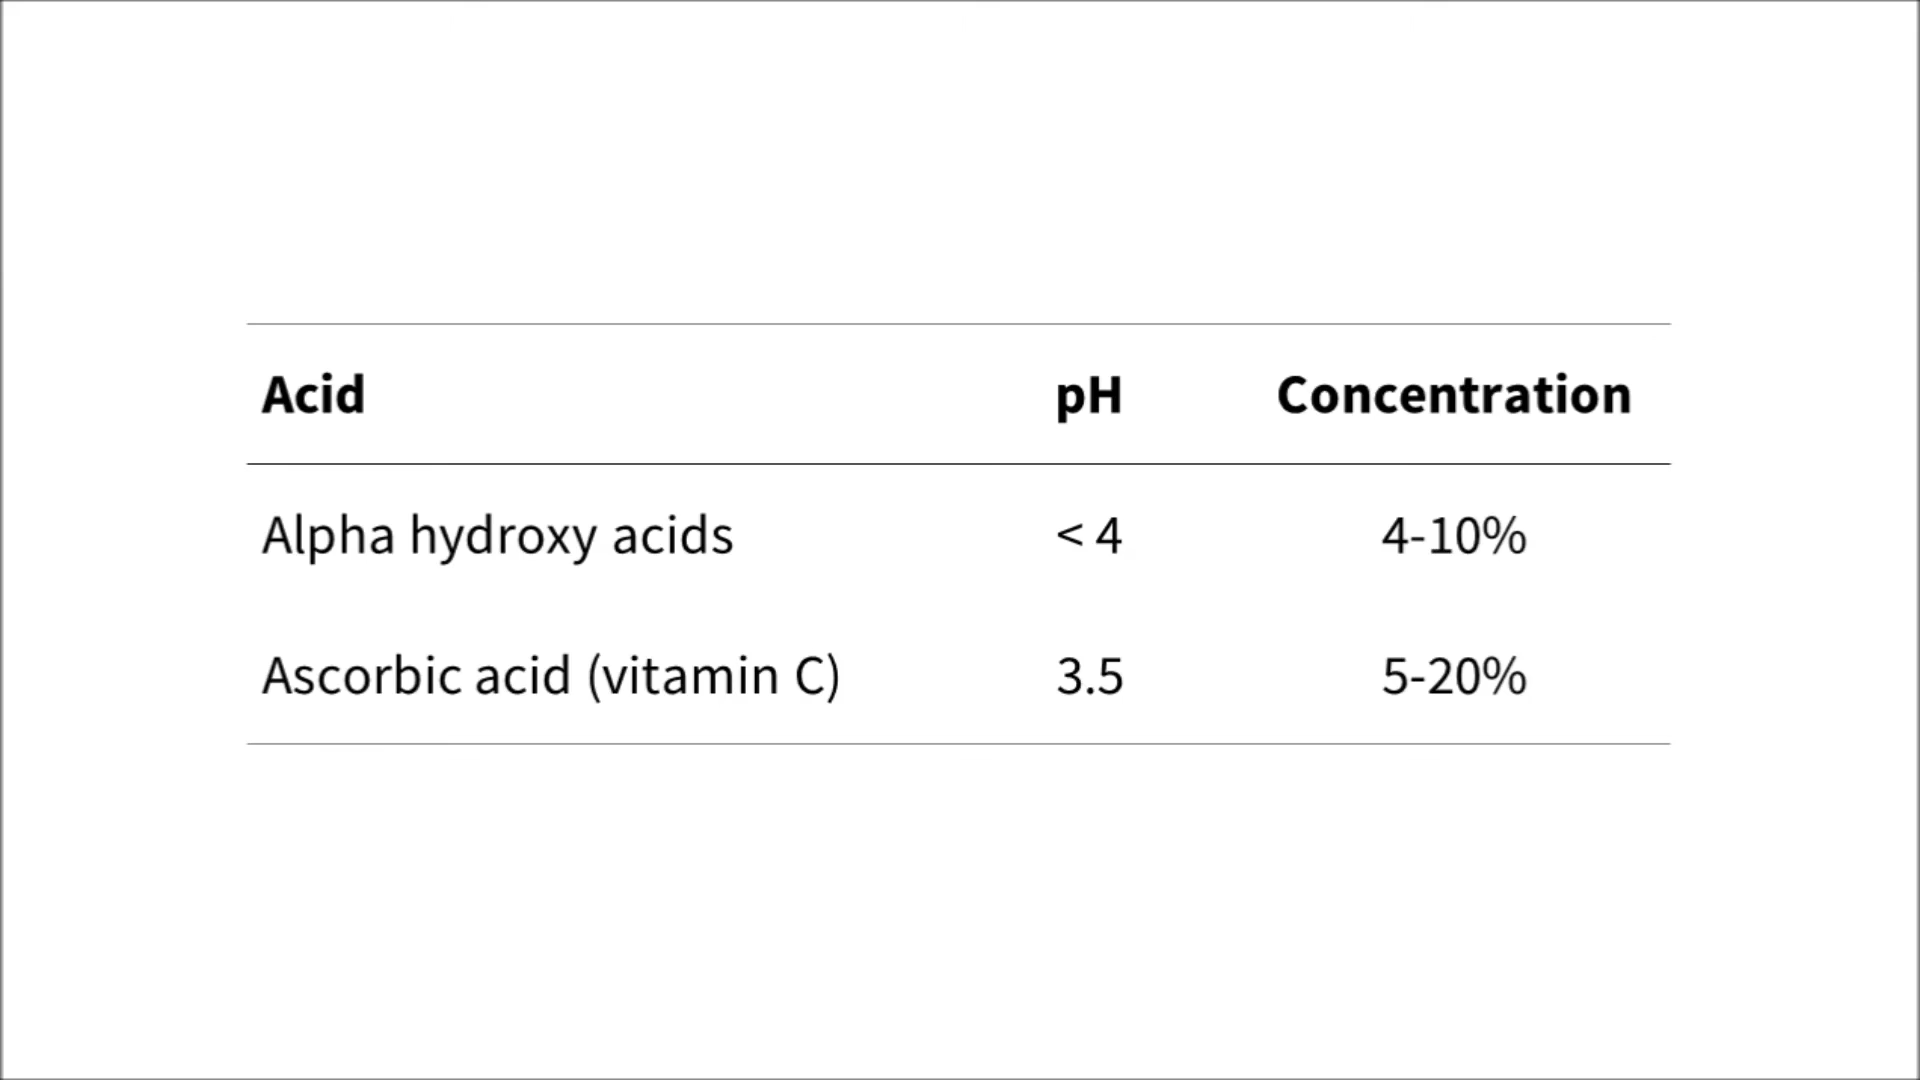 Acid pH Concentration
Alpha hydroxy acids < 4 4-10%
Ascorbic acid (vitamin C) 3.5 5-20%